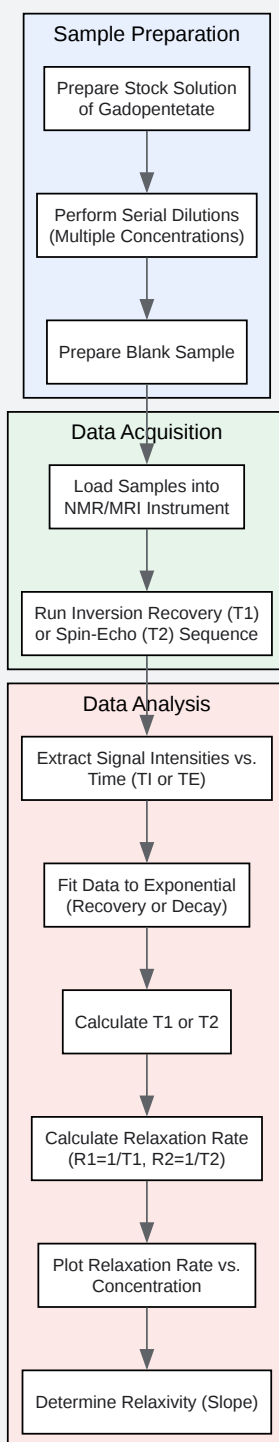 Sample Preparation
Prepare Stock Solution
of Gadopentetate
Perform Serial Dilutions
(Multiple Concentrations)
Prepare Blank Sample
Data Acquisition
Load Samples into
NMR/MRI Instrument
Run Inversion Recovery (T1)
or Spin-Echo (T2) Sequence
Data Analysis
Extract Signal Intensities vs.
Time (TI or TE)
Fit Data to Exponential
(Recovery or Decay)
Calculate T1 or T2
Calculate Relaxation Rate
(R1=1/T1, R2=1/T2)
Plot Relaxation Rate vs.
Concentration
Determine Relaxivity (Slope)